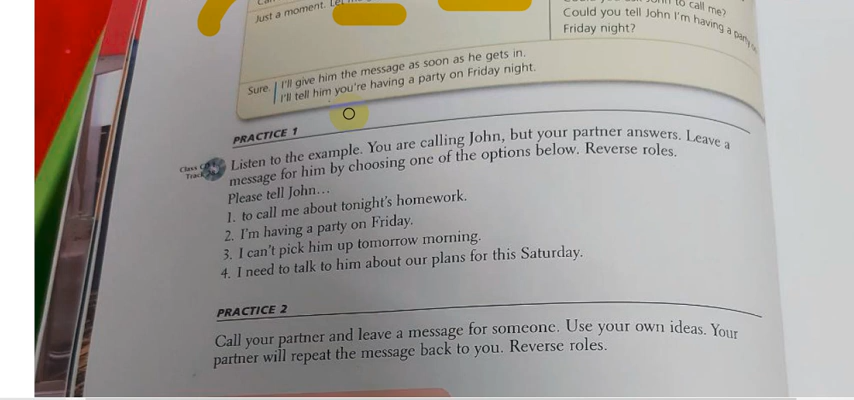 Just a moment.
to call me?
Could you tell John I'm having a party
Friday night?
Sure. I'll give him the message as soon as he gets in.
I'll tell him you're having a party on Friday night.
PRACTICE 1
Class
Track
Listen to the example. You are calling John, but your partner answers. Leave a
message for him by choosing one of the options below. Reverse roles.
Please tell John...
1. to call me about tonight's homework.
2. I'm having a party on Friday.
3. I can't pick him up tomorrow morning.
4. I need to talk to him about our plans for this Saturday.
PRACTICE 2
Call your partner and leave a message for someone. Use your own ideas. Your
partner will repeat the message back to you. Reverse roles.